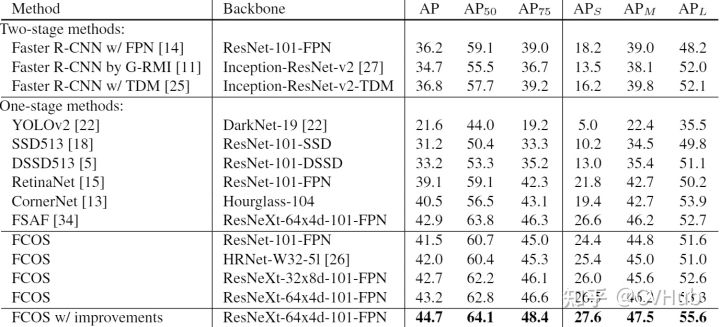 Method Backbone AP AP50 AP75 APS APM APL
Two-stage methods:
Faster R-CNN w/ FPN [14] ResNet-101-FPN 36.2 59.1 39.0 18.2 39.0 48.2
Faster R-CNN by G-RMI [11] Inception-ResNet-v2 [27] 34.7 55.5 36.7 13.5 38.1 52.0
Faster R-CNN w/ TDM [25] Inception-ResNet-v2-TDM 36.8 57.7 39.2 16.2 39.8 52.1
One-stage methods:
YOLOv2 [22] DarkNet-19 [22] 21.6 44.0 19.2 5.0 22.4 35.5
SSD513 [18] ResNet-101-SSD 31.2 50.4 33.3 10.2 34.5 49.8
DSSD513 [5] ResNet-101-DSSD 33.2 53.3 35.2 13.0 35.4 51.1
RetinaNet [15] ResNet-101-FPN 39.1 59.1 42.3 21.8 42.7 50.2
CornerNet [13] Hourglass-104 40.5 56.5 43.1 19.4 42.7 53.9
FSAF [34] ResNeXt-64x4d-101-FPN 42.9 63.8 46.3 26.6 46.2 52.7
FCOS ResNet-101-FPN 41.5 60.7 45.0 24.4 44.8 51.6
FCOS HRNet-W32-5l [26] 42.0 60.4 45.3 25.4 45.0 51.0
FCOS ResNeXt-32x8d-101-FPN 42.7 62.2 46.1 26.0 45.6 52.6
FCOS ResNeXt-64x4d-101-FPN 43.2 62.8 46.6
知乎 @CVHub
FCOS w/ improvements ResNeXt-64x4d-101-FPN 44.7 64.1 48.4 27.6 47.5 55.6